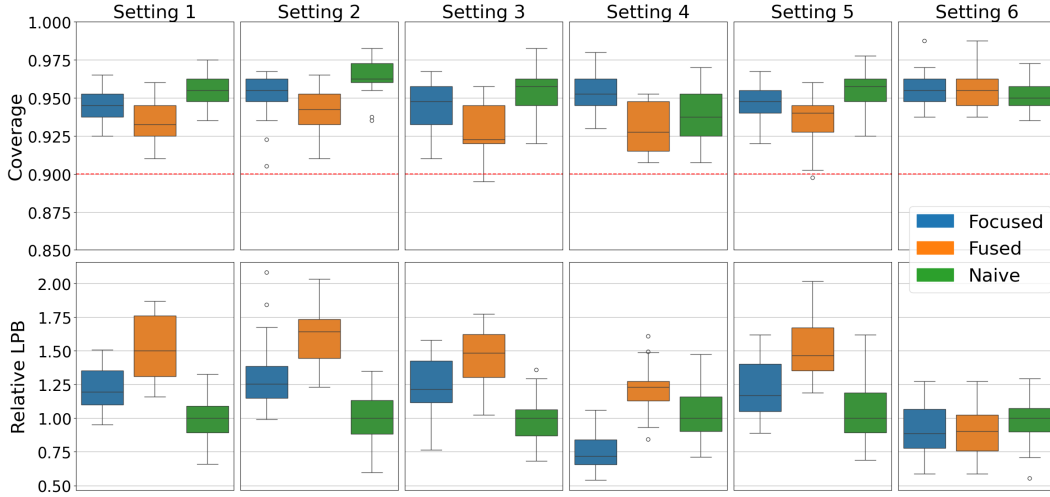 Setting 1
Setting 2
Setting 3
Setting 4
Setting 5
Setting 6
Coverage
1.000
0.975
0.950
0.925
0.900
0.875
0.850
Focused
Fused
Naive
Relative LPB
2.00
1.75
1.50
1.25
1.00
0.75
0.50